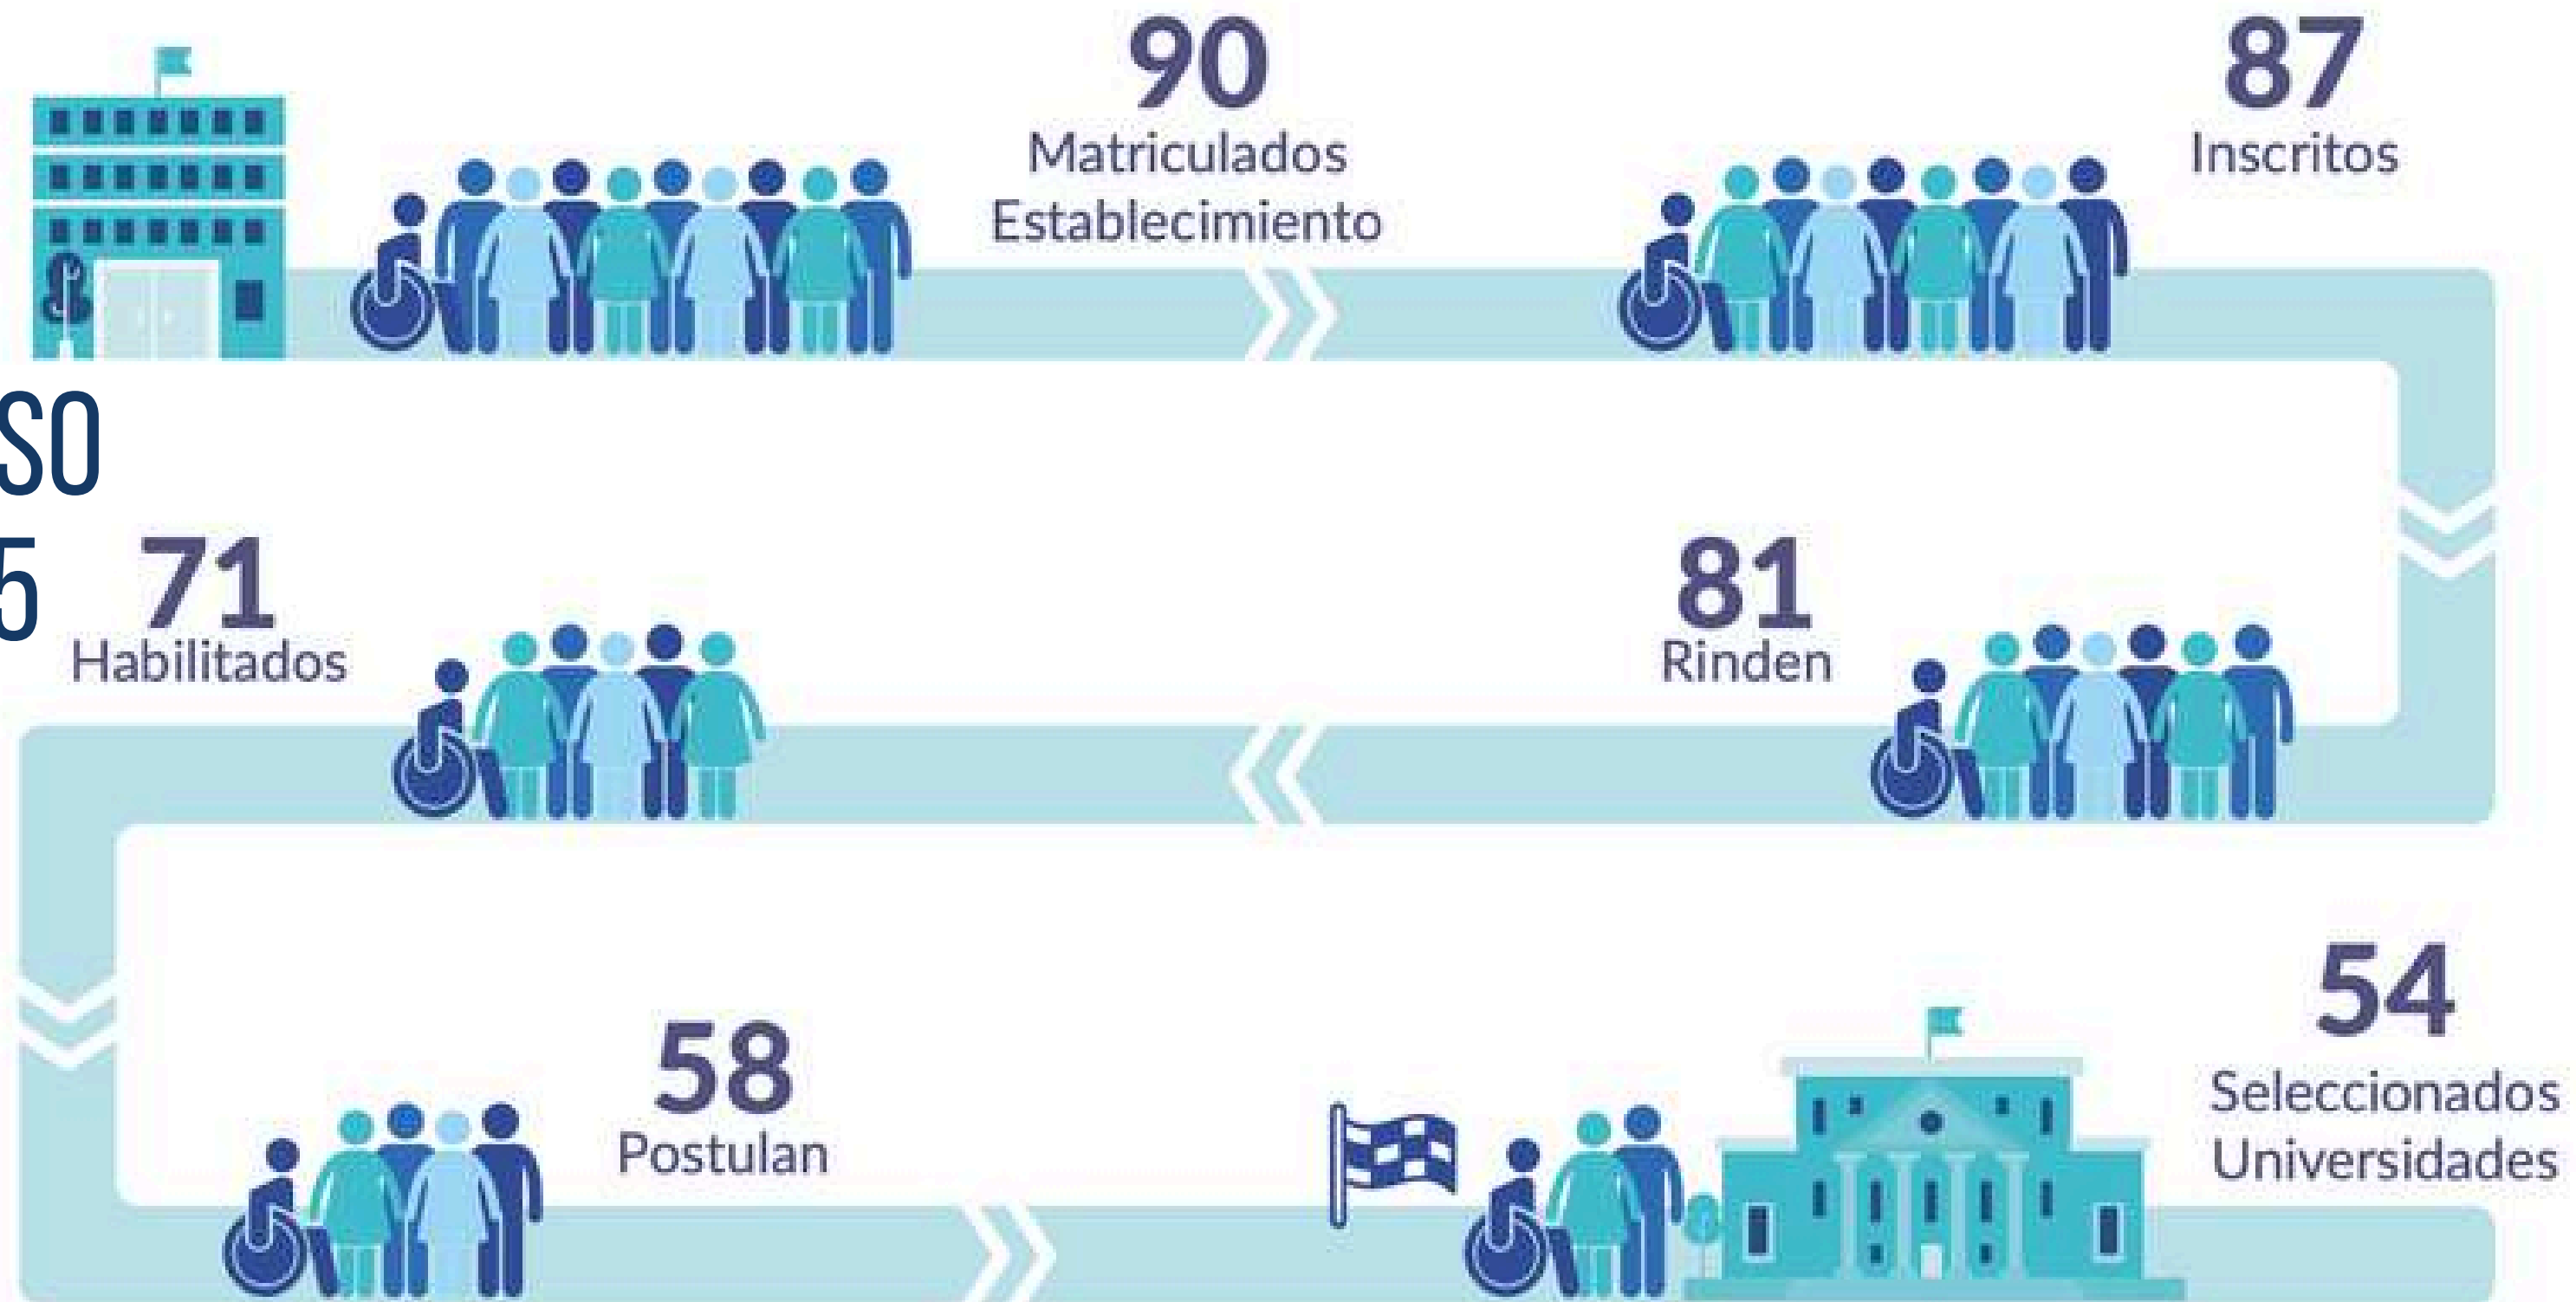 90
Matriculados
Establecimiento
87
Inscritos
SO
5
71
Habilitados
81
Rinden
58
Postulan
54
Seleccionados
Universidades